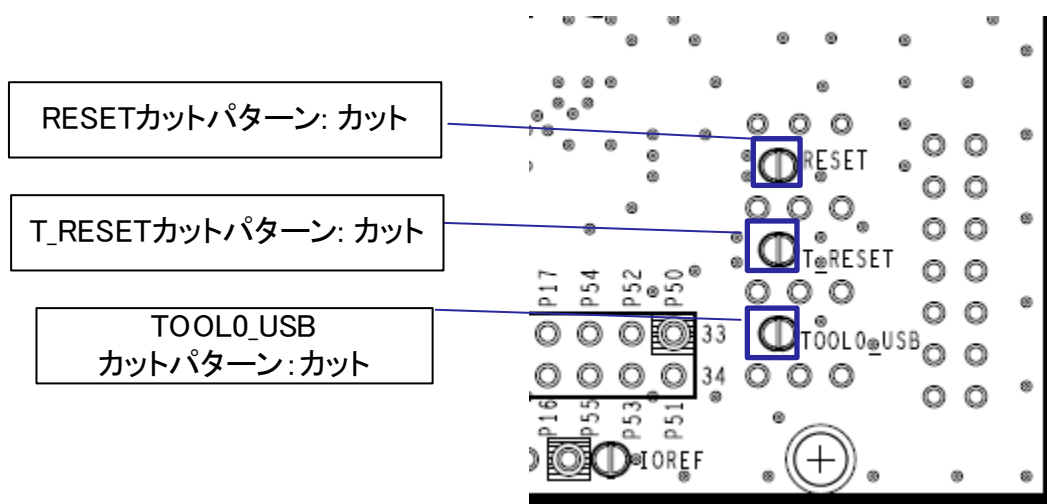 RESETカットパターン: カット
RESET
T_RESETカットパターン: カット
T_RESET
TOOL0_USB
カットパターン:カット
TOOL0_USB
P17 P54 P52 P50
33
34
P16 P55 P53 P51
IOREF